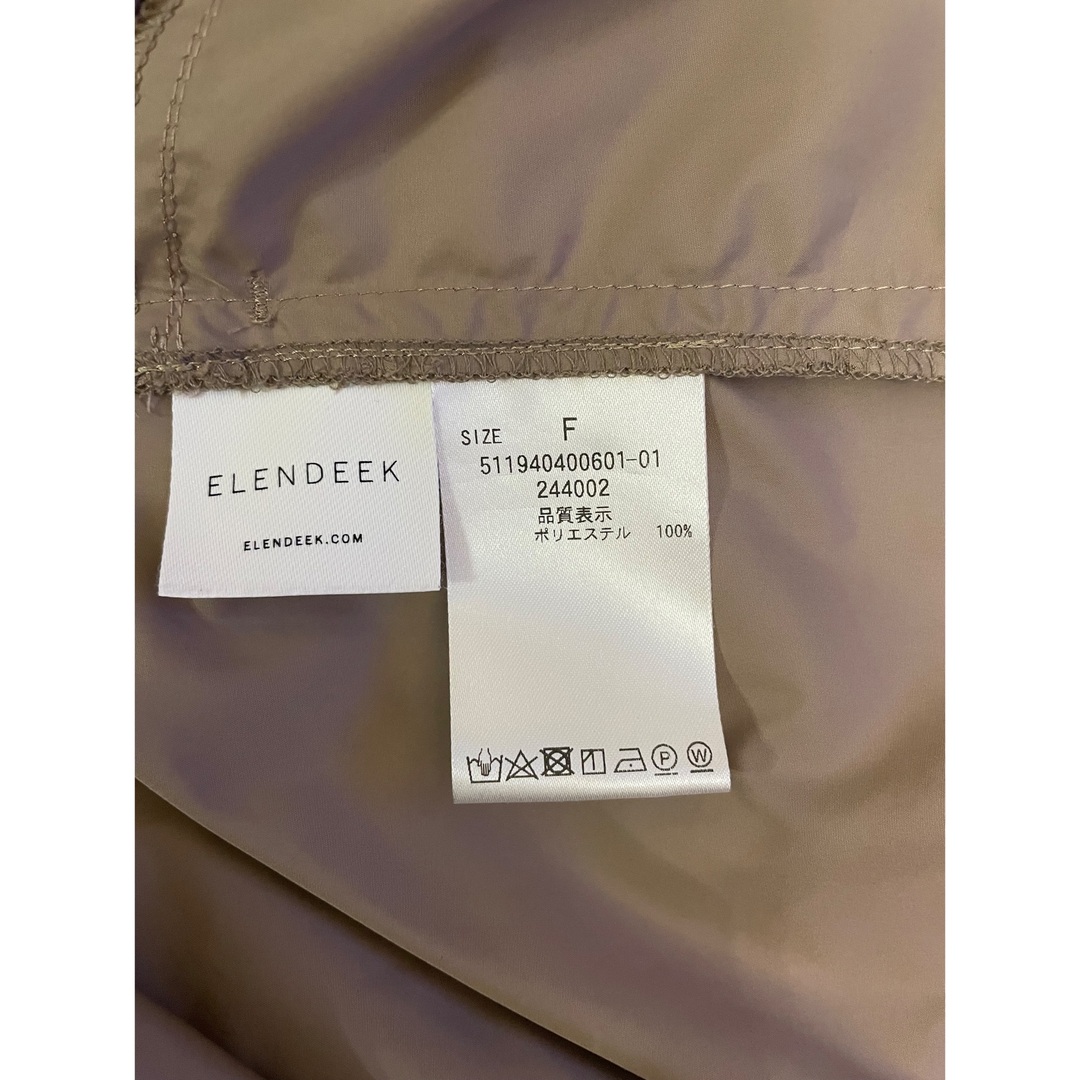 ELENDEEK
ELENDEEK.COM
SIZE F
511940400601-01
244002
品質表示
ポリエステル 100%
P W